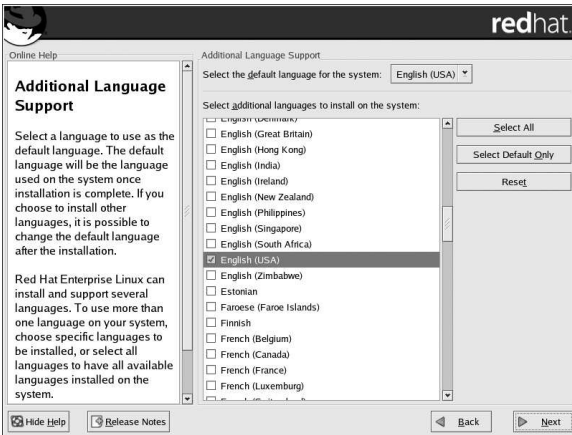 redhat.
Online Help
Additional Language
Support
Select a language to use as the
default language. The default
language will be the language
used on the system once
installation is complete. If you
choose to install other
languages, it is possible to
change the default language
after the installation.
Red Hat Enterprise Linux can
install and support several
languages. To use more than
one language on your system,
choose specific languages to
be installed, or select all
languages to have all available
languages installed on the
system.
Additional Language Support
Select the default language for the system: English (USA)
Select additional languages to install on the system:
English (Denmark)
English (Great Britain)
English (Hong Kong)
English (India)
English (Ireland)
English (New Zealand)
English (Philippines)
English (Singapore)
English (South Africa)
English (USA)
English (Zimbabwe)
Estonian
Faroese (Faroe Islands)
Finnish
French (Belgium)
French (Canada)
French (France)
French (Luxemburg)
Select All
Select Default Only
Reset
Hide Help
Release Notes
Back
Next